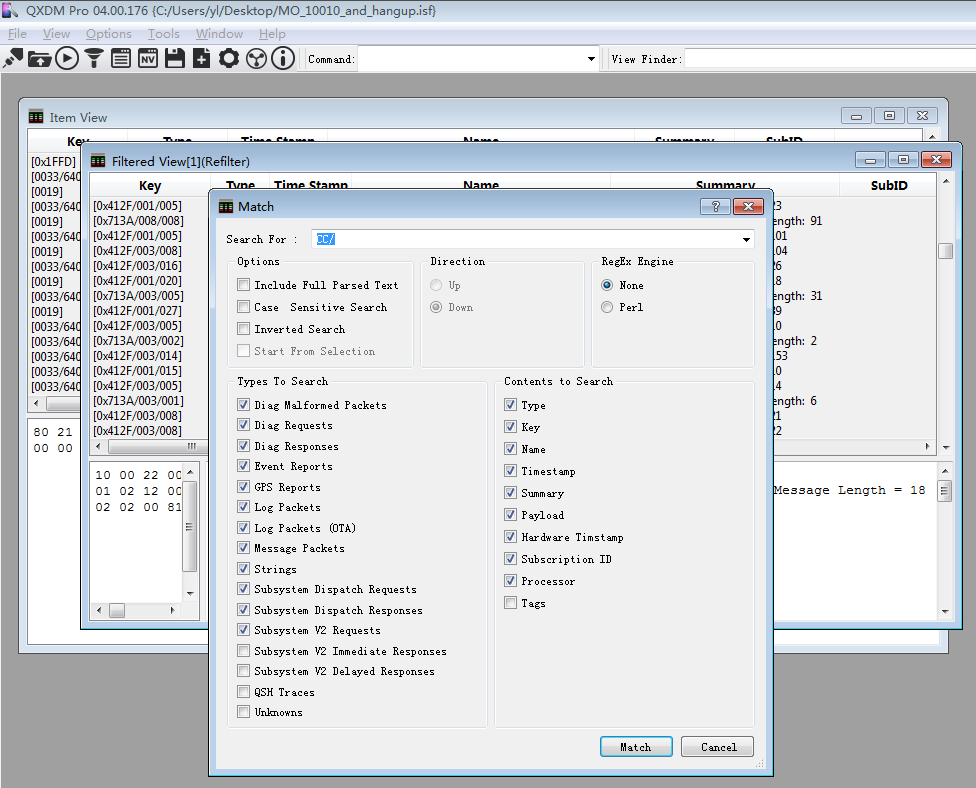 QXDM Pro 04.00.176 {C:/Users/yl/Desktop/MO_10010_and_hangup.isf}
File View Options Tools Window Help
NV Command: View Finder:
Item View
Key Type Time Stamp Name Summary SubID
[0x1FFD]
[0033/640
[0019]
[0033/640
[0019]
[0033/640
[0019]
[0033/640
[0019]
[0033/640
[0019]
[0033/640
[0033/640
[0033/640
[0033/640
[0033/640
80 21
00 00
Filtered View[1](Refilter)
Key Type Time Stamp Name Summary SubID
[0x412F/001/005] 23
[0x713A/008/008] ength: 91
[0x412F/001/005] 101
[0x412F/003/008] 104
[0x412F/003/016] 26
[0x412F/001/020] 18
[0x713A/003/005] ength: 31
[0x412F/001/027] 39
[0x412F/003/005] 10
[0x713A/003/002] ength: 2
[0x412F/003/014] 153
[0x412F/001/015] 10
[0x412F/003/005] 14
[0x713A/003/001] ength: 6
[0x412F/003/008] 21
[0x412F/003/008] 22
10 00 22 00
01 02 12 00
02 02 00 81
Message Length = 18
Match
Search For :
CC/
Options
Include Full Parsed Text
Case Sensitive Search
Inverted Search
Start From Selection
Direction
Up
Down
RegEx Engine
None
Perl
Types To Search
Diag Malformed Packets
Diag Requests
Diag Responses
Event Reports
GPS Reports
Log Packets
Log Packets (OTA)
Message Packets
Strings
Subsystem Dispatch Requests
Subsystem Dispatch Responses
Subsystem V2 Requests
Subsystem V2 Immediate Responses
Subsystem V2 Delayed Responses
QSH Traces
Unknowns
Contents to Search
Type
Key
Name
Timestamp
Summary
Payload
Hardware Timstamp
Subscription ID
Processor
Tags
Match
Cancel